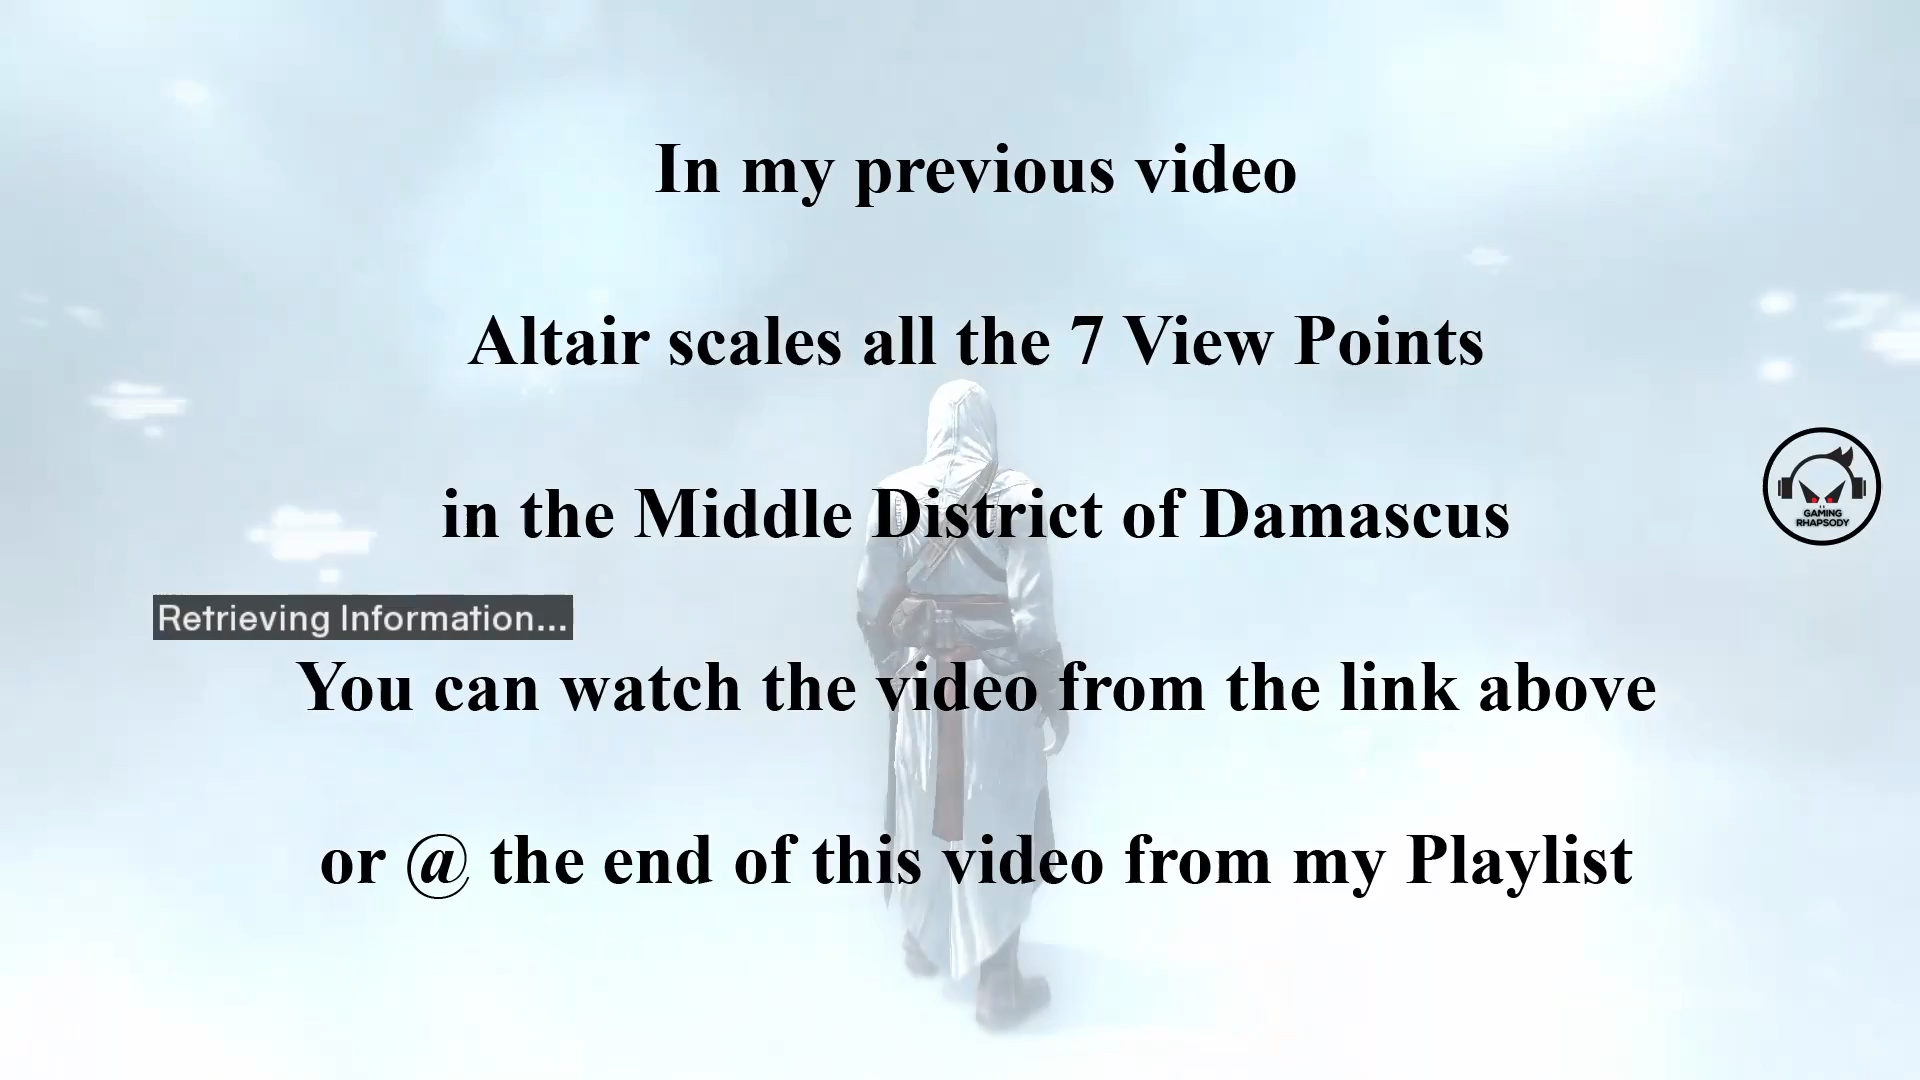 In my previous video
Altair scales all the 7 View Points
in the Middle District of Damascus
GAMING
RHAPSODY
Retrieving Information...
You can watch the video from the link above
or @ the end of this video from my Playlist